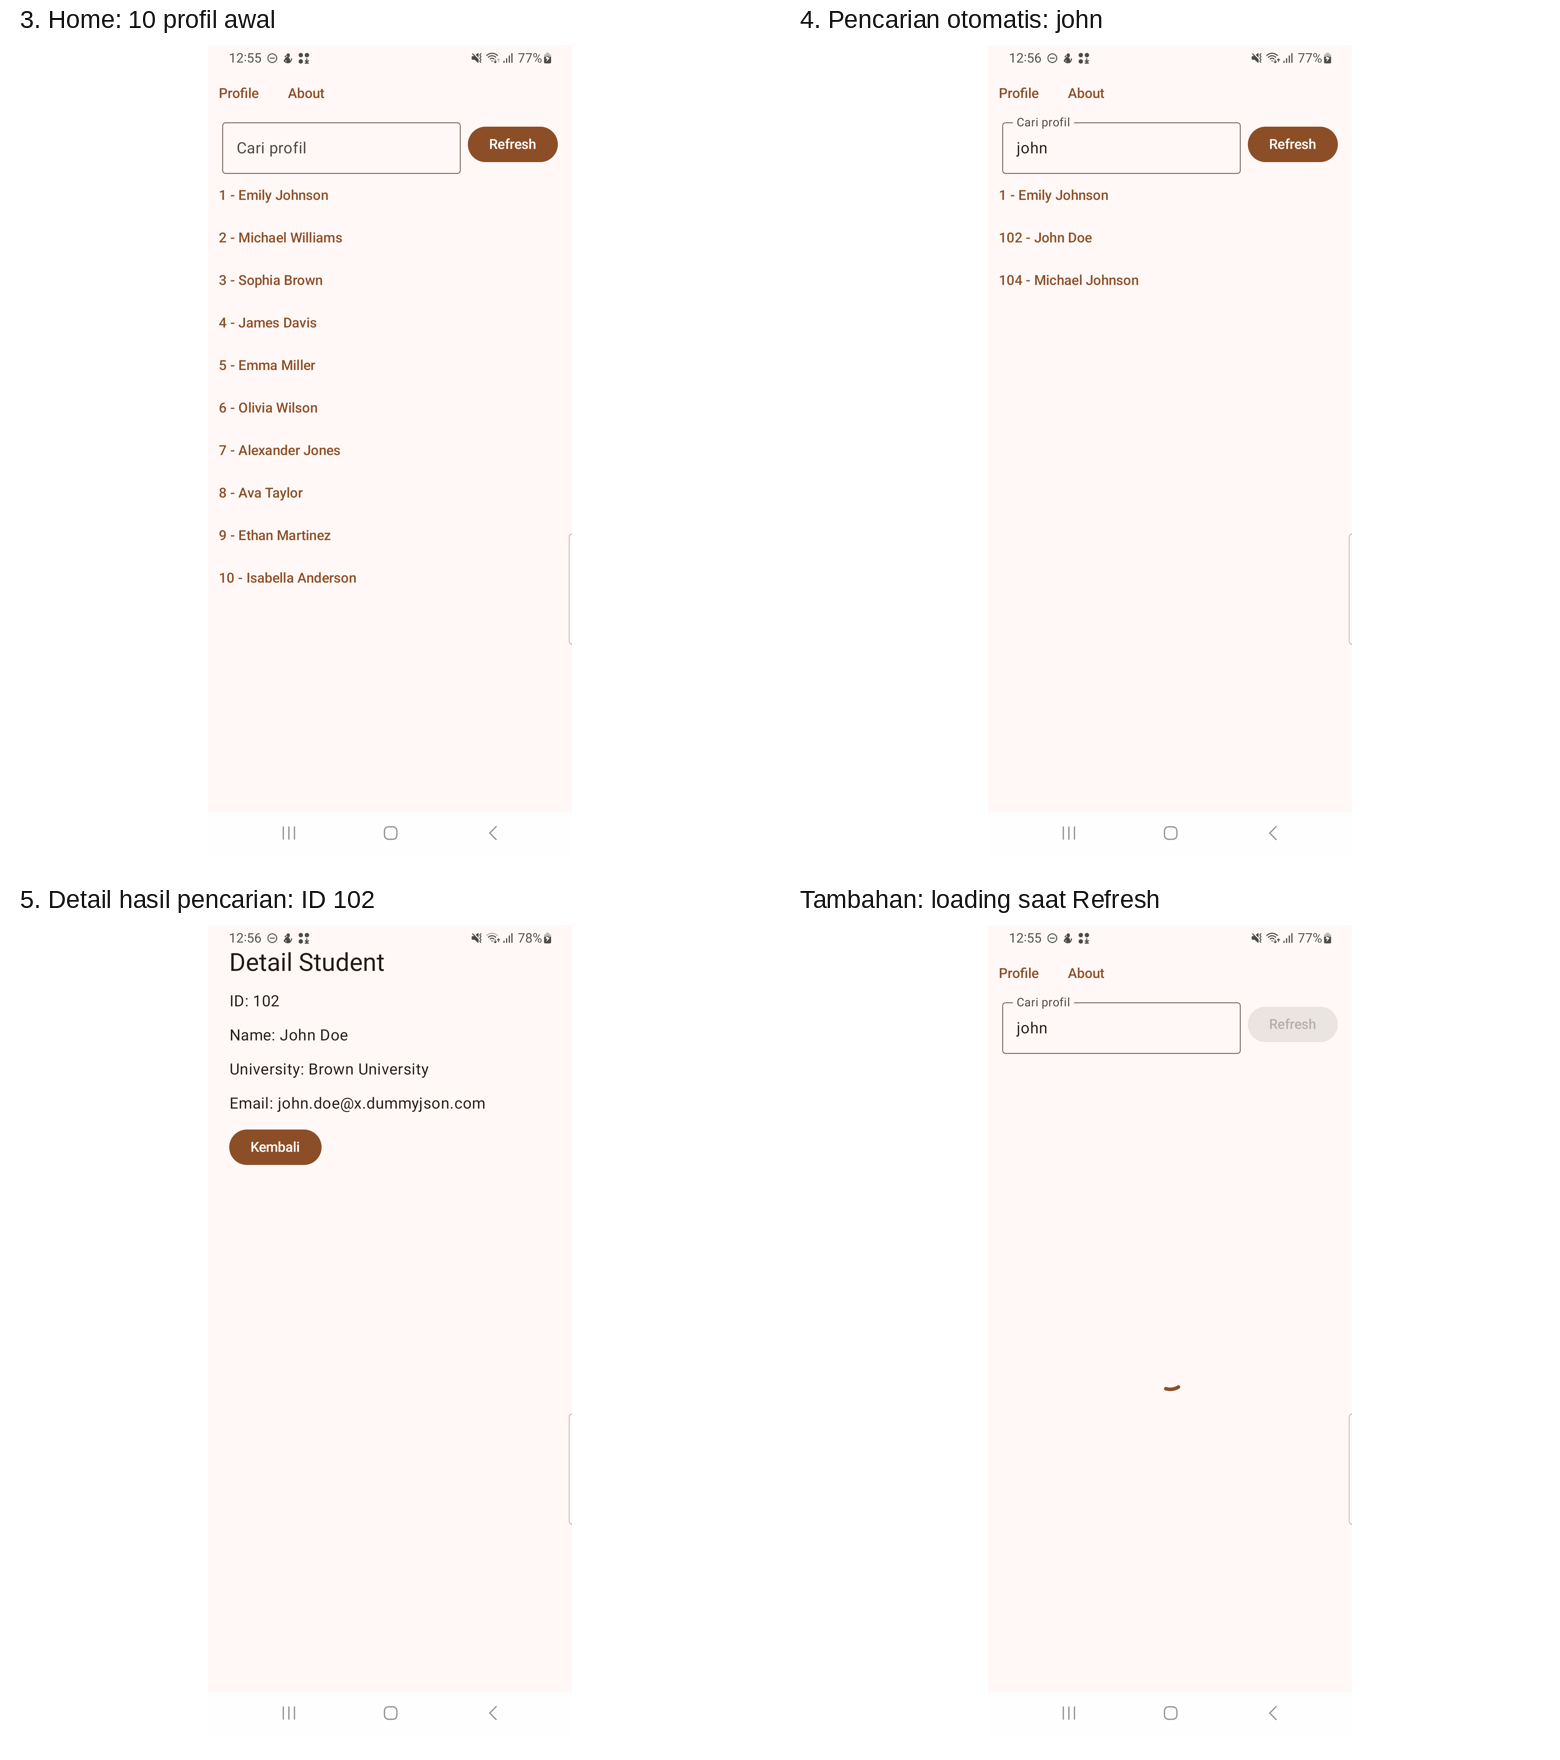 3. Home: 10 profil awal
12:55 77%
Profile About
Cari profil
Refresh
1 - Emily Johnson
2 - Michael Williams
3 - Sophia Brown
4 - James Davis
5 - Emma Miller
6 - Olivia Wilson
7 - Alexander Jones
8 - Ava Taylor
9 - Ethan Martinez
10 - Isabella Anderson
4. Pencarian otomatis: john
12:56 77%
Profile About
Cari profil
john
Refresh
1 - Emily Johnson
102 - John Doe
104 - Michael Johnson
5. Detail hasil pencarian: ID 102
12:56 78%
Detail Student
ID: 102
Name: John Doe
University: Brown University
Email: john.doe@x.dummyjson.com
Kembali
Tambahan: loading saat Refresh
12:55 77%
Profile About
Cari profil
john
Refresh